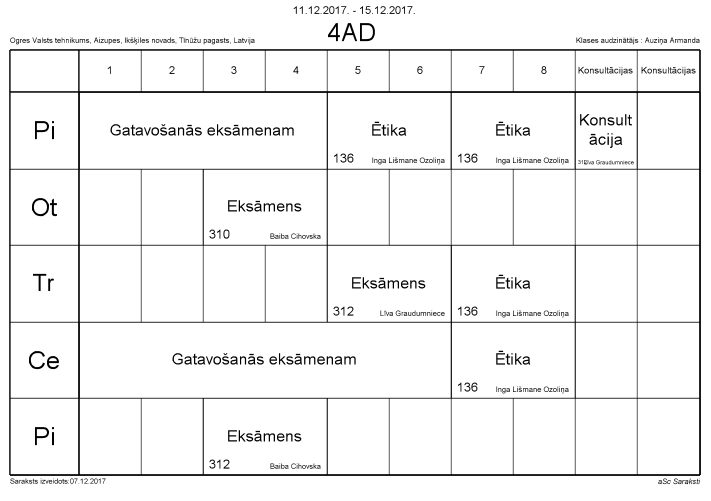 11.12.2017. - 15.12.2017.
Ogres Valsts tehnikums, Aizupes, Ikšķiles novads, Tīnūžu pagasts, Latvija
4AD
Klases audzinātājs : Auziņa Armanda
1 2 3 4 5 6 7 8 Konsultācijas Konsultācijas
Pi
Gatavošanās eksāmenam
Ētika
136 Inga Lišmane Ozoliņa
Ētika
136 Inga Lišmane Ozoliņa
Konsult
ācija
Līva Graudumniece
Ot
Eksāmens
310 Baiba Cihovska
Tr
Eksāmens
312 Līva Graudumniece
Ētika
136 Inga Lišmane Ozoliņa
Ce
Gatavošanās eksāmenam
Ētika
136 Inga Lišmane Ozoliņa
Pi
Eksāmens
312 Baiba Cihovska
Saraksts izveidots:07.12.2017
aSc Saraksti